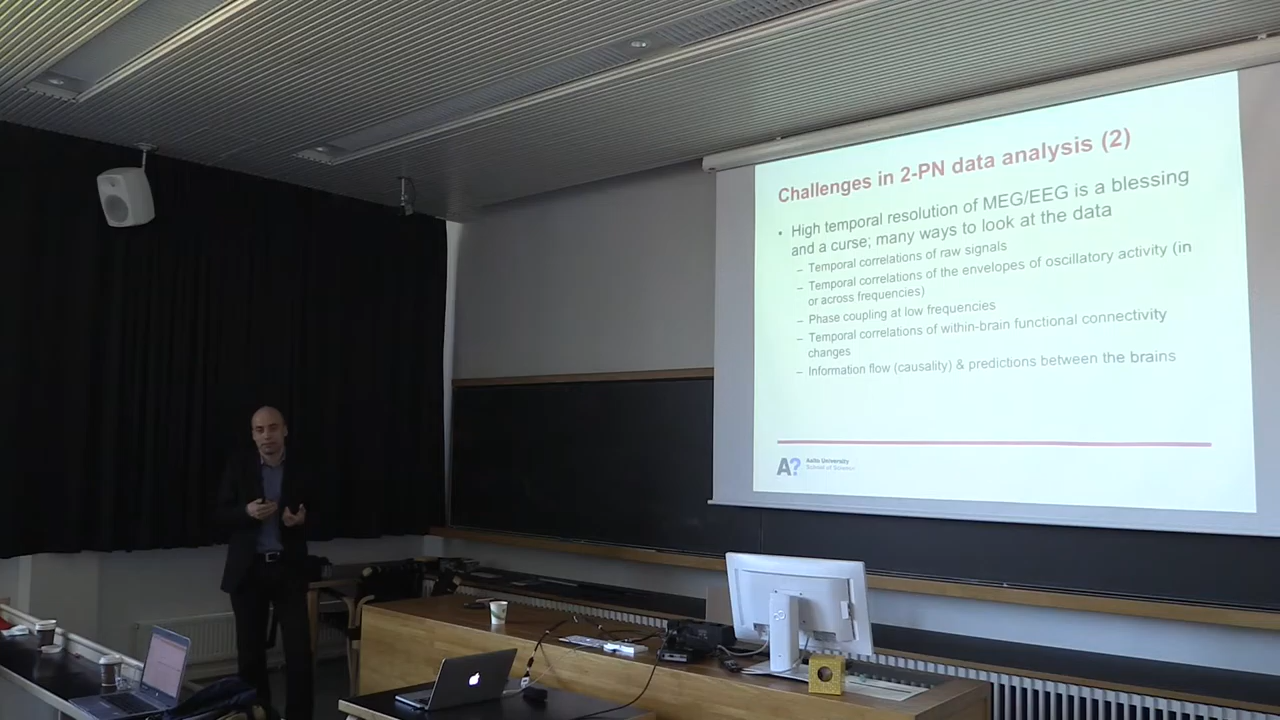 Challenges in 2-PN data analysis (2)
• High temporal resolution of MEG/EEG is a blessing
and a curse; many ways to look at the data
– Temporal correlations of raw signals
– Temporal correlations of the envelopes of oscillatory activity (in
or across frequencies)
– Phase coupling at low frequencies
– Temporal correlations of within-brain functional connectivity
changes
– Information flow (causality) & predictions between the brains
A? Aalto University
School of Science